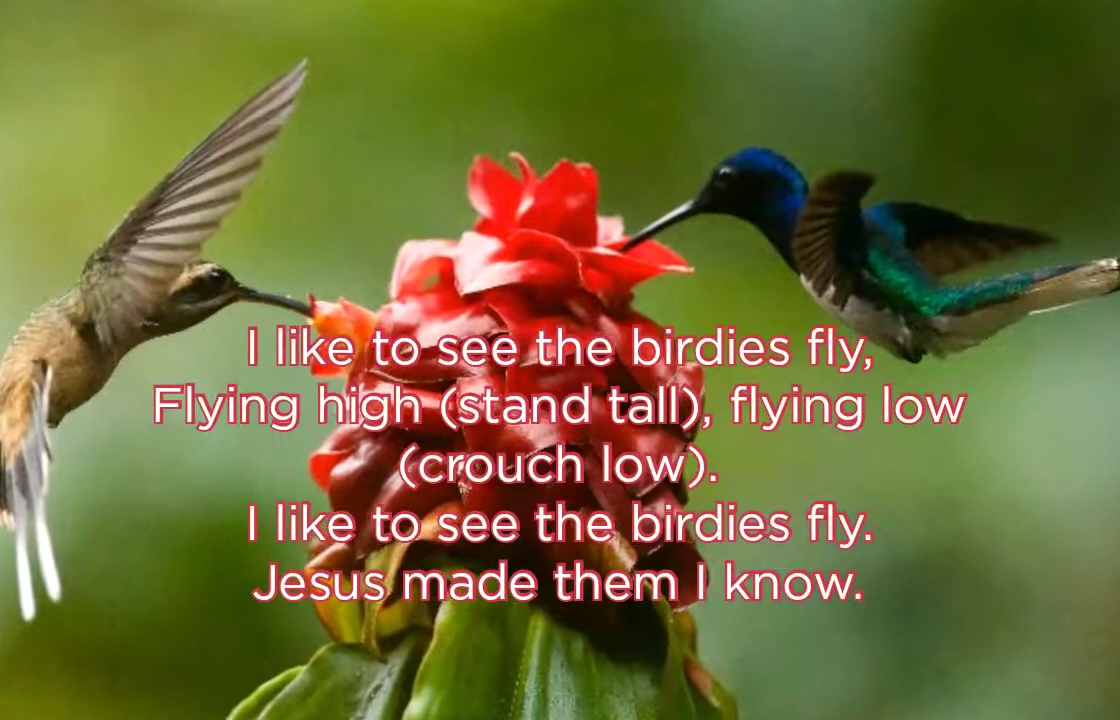 I like to see the birdies fly,
Flying high (stand tall), flying low
(crouch low).
I like to see the birdies fly.
Jesus made them I know.